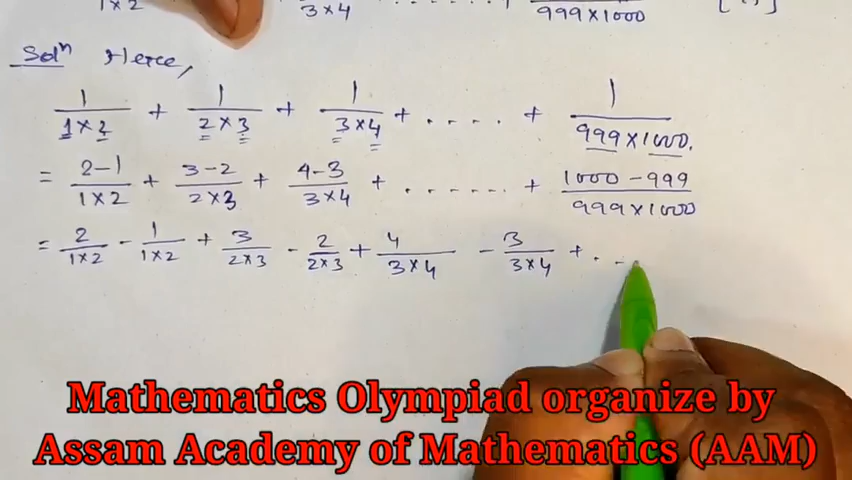 1×2 3×4 ......, 999×1000
Solⁿ Here,
1/1×2 + 1/2×3 + 1/3×4 + ..... + 1/999×1000.
= 2-1/1×2 + 3-2/2×3 + 4-3/3×4 + ...... + 1000-999/999×1000
= 2/1×2 - 1/1×2 + 3/2×3 - 2/2×3 + 4/3×4 - 3/3×4 + ...
Mathematics Olympiad organize by
Assam Academy of Mathematics (AAM)